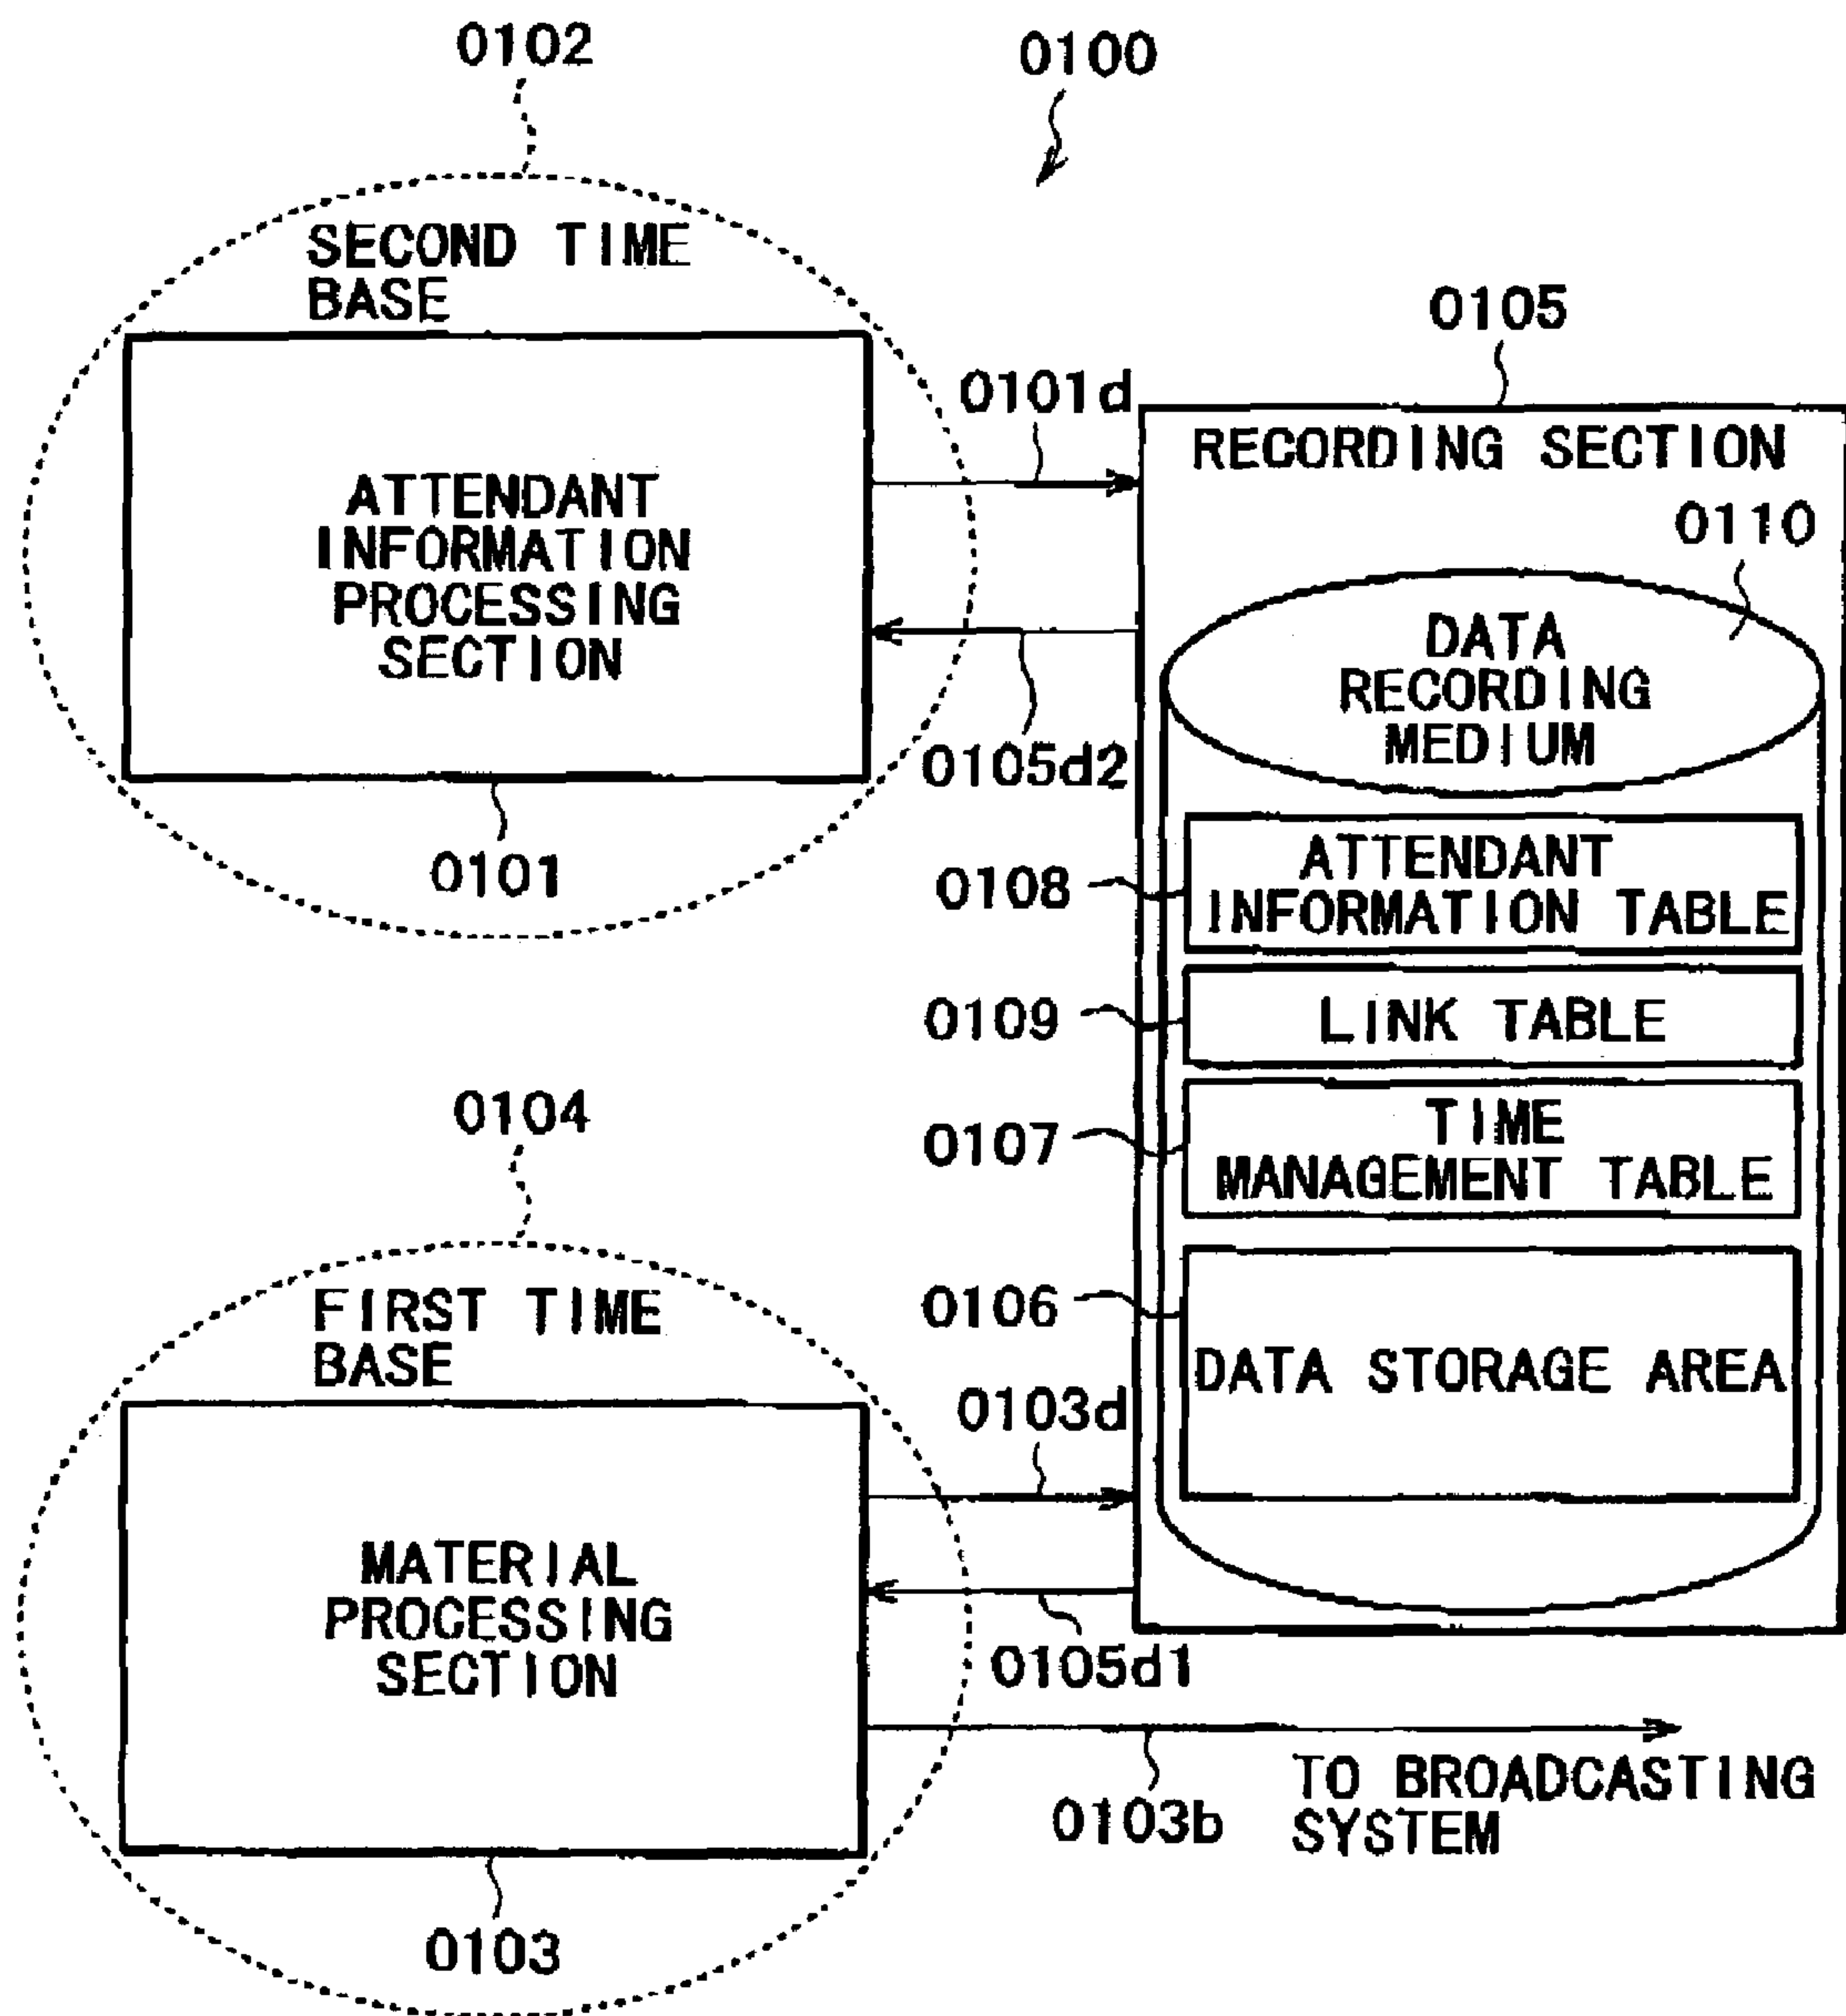 0102
0100
SECOND TIME
BASE
0105
0101d
RECORDING SECTION
ATTENDANT
INFORMATION
PROCESSING
SECTION
0110
DATA
RECORDING
MEDIUM
0105d2
0101
0108
ATTENDANT
INFORMATION TABLE
0109
LINK TABLE
0104
0107
TIME
MANAGEMENT TABLE
0106
FIRST TIME
BASE
DATA STORAGE AREA
0103d
MATERIAL
PROCESSING
SECTION
0105d1
0103b
TO BROADCASTING
SYSTEM
0103